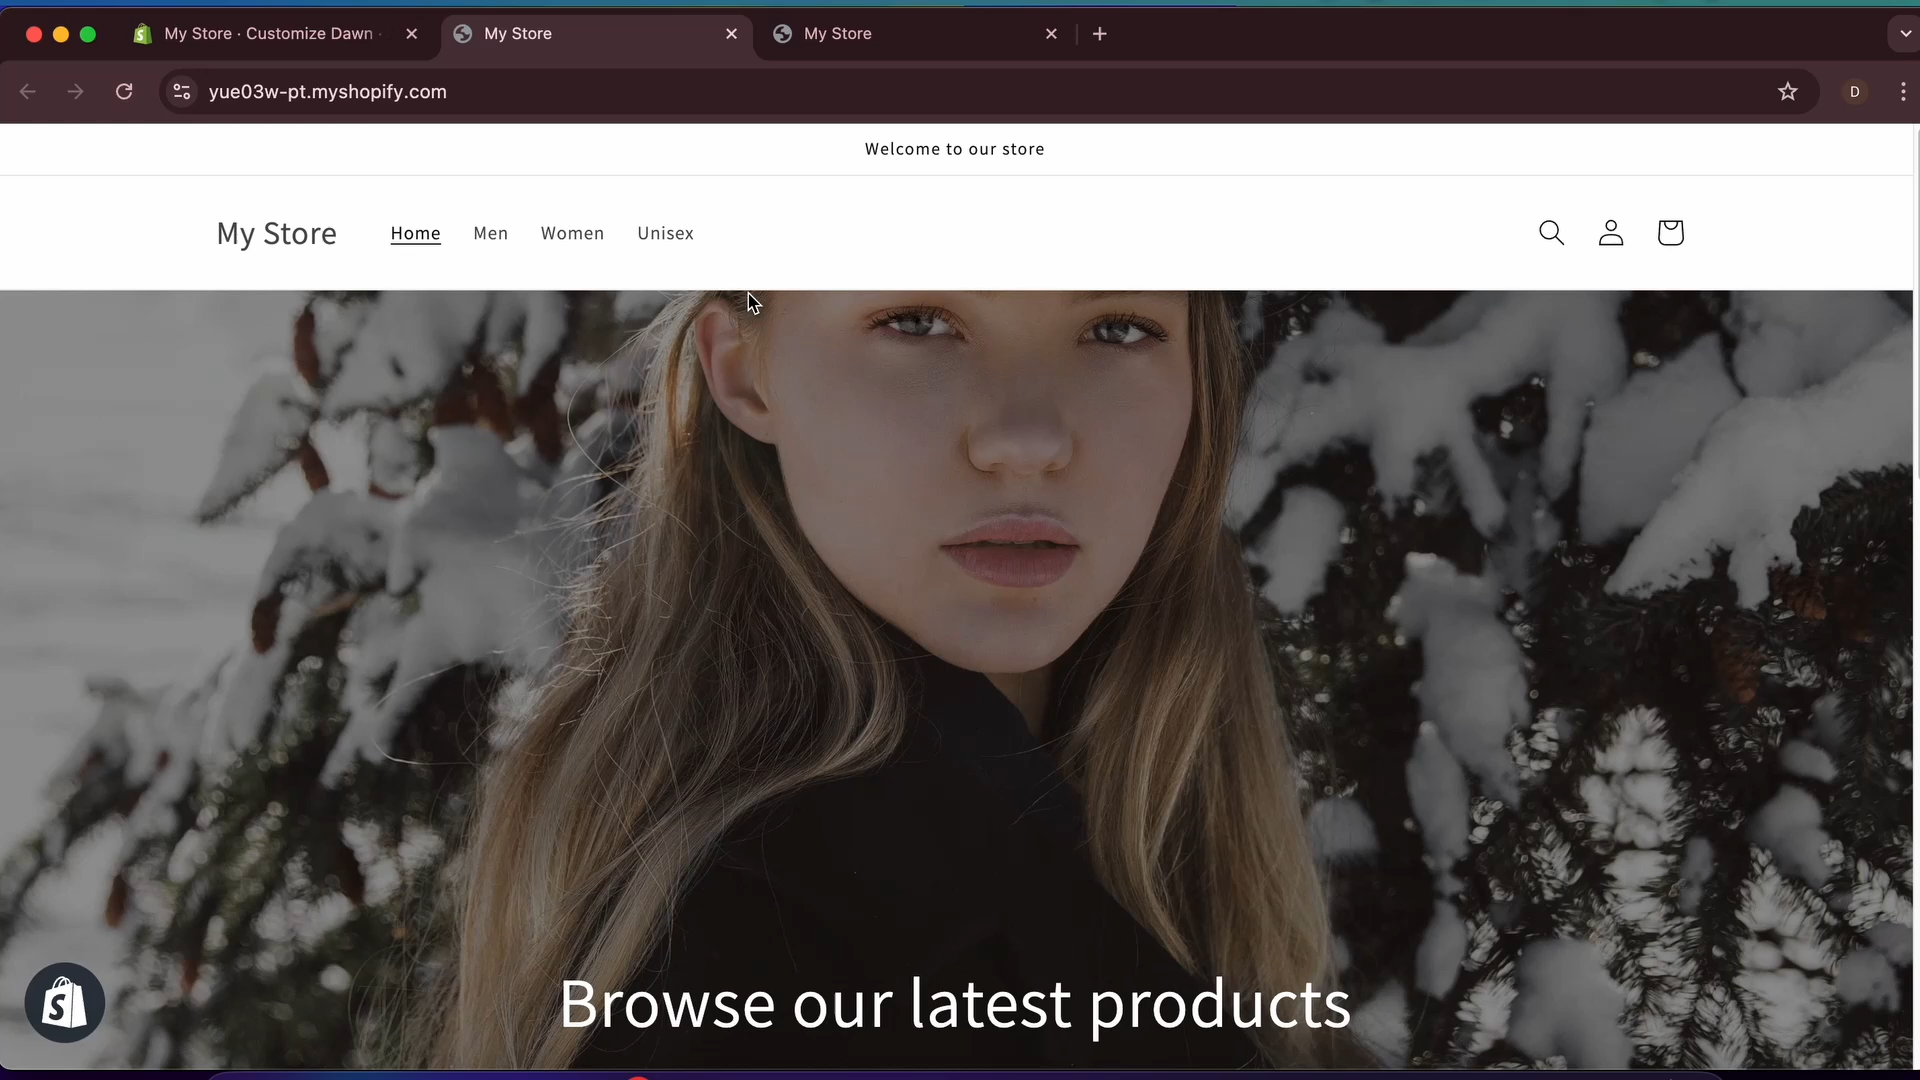 My Store · Customize Dawn ·
My Store
My Store
yue03w-pt.myshopify.com
D
Welcome to our store
My Store
Home
Men
Women
Unisex
Browse our latest products